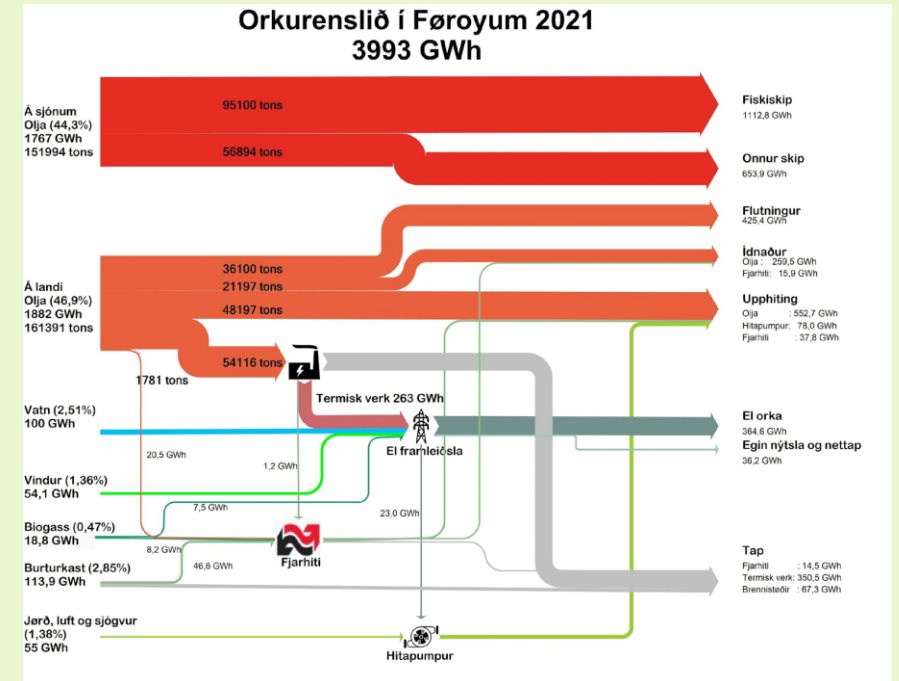 Orkurenslið í Føroyum 2021
3993 GWh
Á sjónum
Olja (44,3%)
1767 GWh
151994 tons
95100 tons
56894 tons
Fiskiskip
1112,8 GWh
Onnur skip
653,9 GWh
Flutningur
425,4 GWh
Ídnaður
Olja : 259,5 GWh
Fjarhiti: 15,9 GWh
Á landi
Olja (46,9%)
1882 GWh
161391 tons
36100 tons
21197 tons
48197 tons
54116 tons
1781 tons
Upphiting
Olja : 552,7 GWh
Hitapumpur: 78,0 GWh
Fjarhiti : 37,8 GWh
Termisk verk 263 GWh
Vatn (2,51%)
100 GWh
20,5 GWh
1,2 GWh
El framleiðsla
El orka
364,6 GWh
Egin nýtsla og nettap
36,2 GWh
Vindur (1,36%)
54,1 GWh
7,5 GWh
23,0 GWh
Biogass (0,47%)
18,8 GWh
8,2 GWh
Burturkast (2,85%)
113,9 GWh
46,6 GWh
Fjarhiti
Tap
Fjarhiti : 14,5 GWh
Termisk verk: 350,5 GWh
Brennistøðir : 67,3 GWh
Jørð, luft og sjógvur
(1,38%)
55 GWh
Hitapumpur